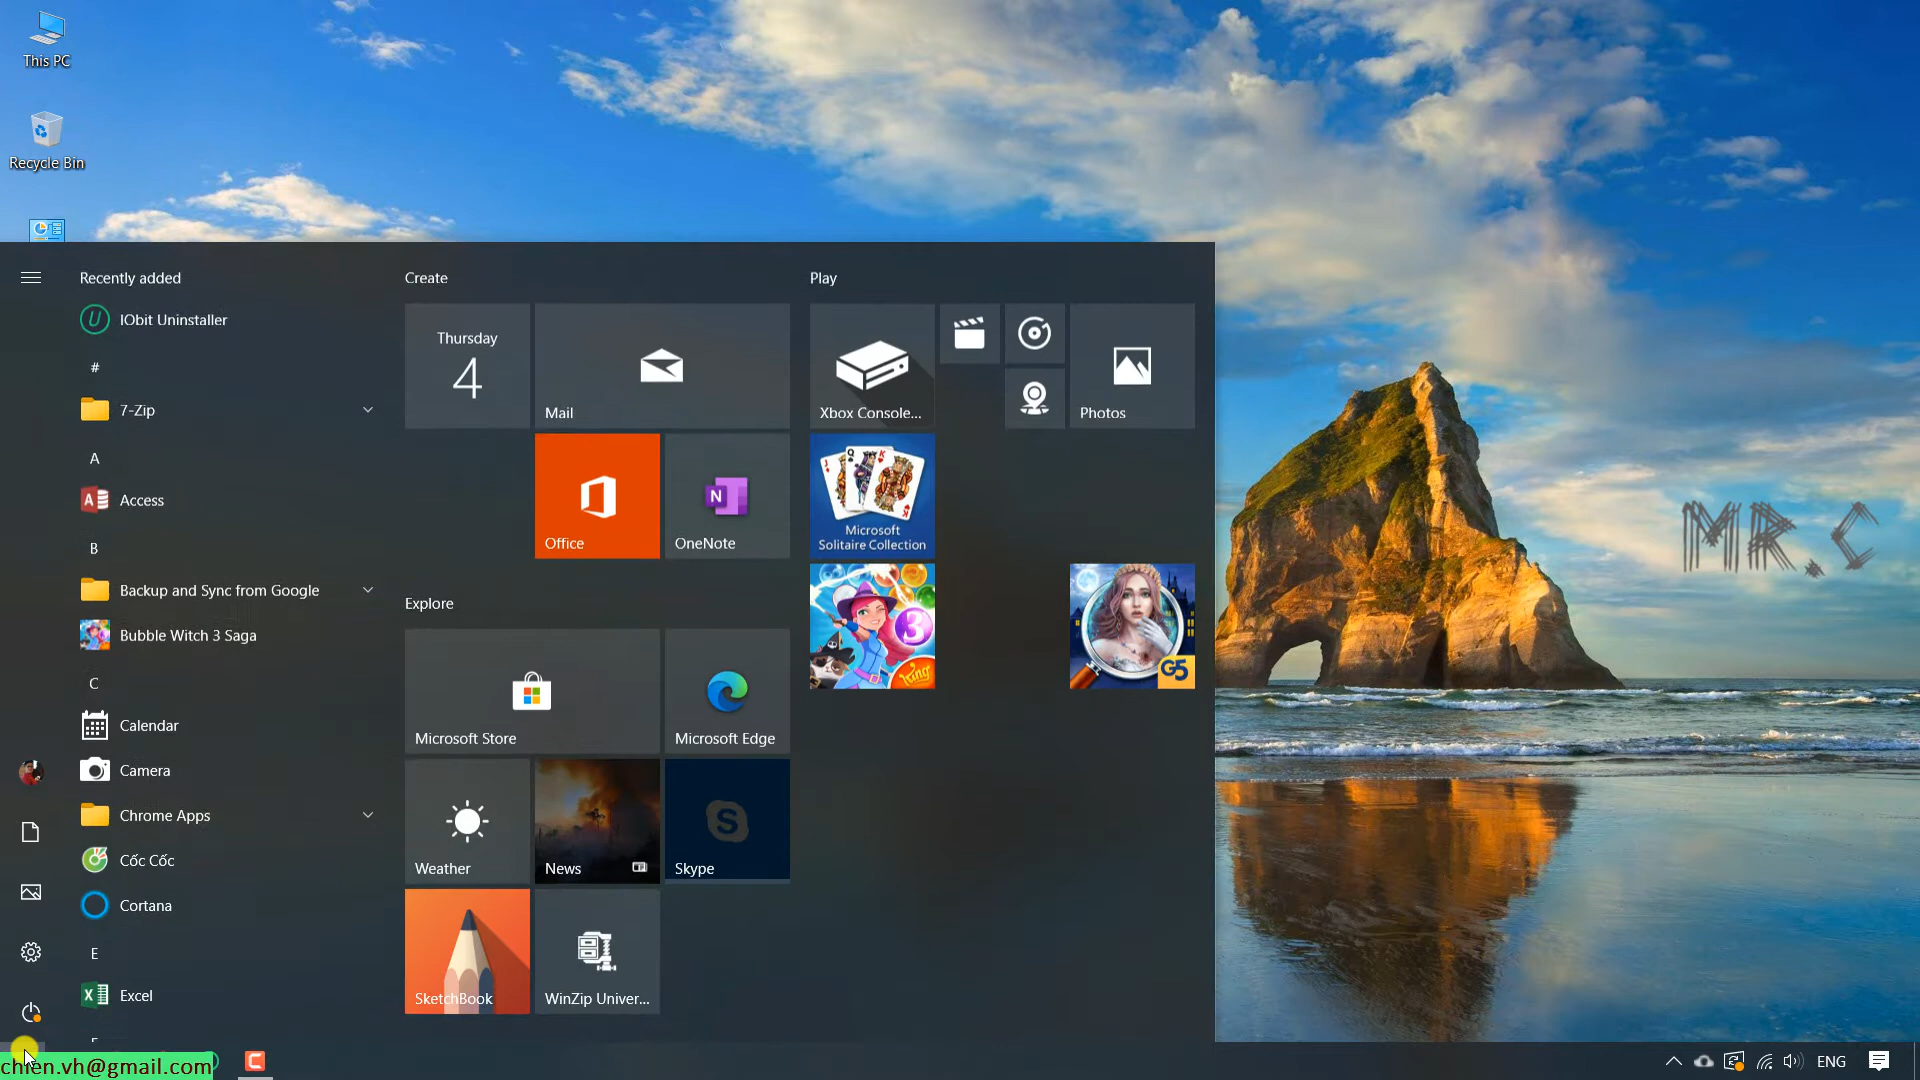 This PC
Recycle Bin
Recently added
IObit Uninstaller
#
7-Zip
A
Access
B
Backup and Sync from Google
Bubble Witch 3 Saga
C
Calendar
Camera
Chrome Apps
Cốc Cốc
Cortana
E
Excel
Create
Thursday
4
Mail
Office
OneNote
Explore
Microsoft Store
Microsoft Edge
Weather
News
Skype
SketchBook
WinZip Univer...
Play
Xbox Console...
Photos
Microsoft
Solitaire Collection
3
King
G5
MR.C
chien.vh@gmail.com
ENG